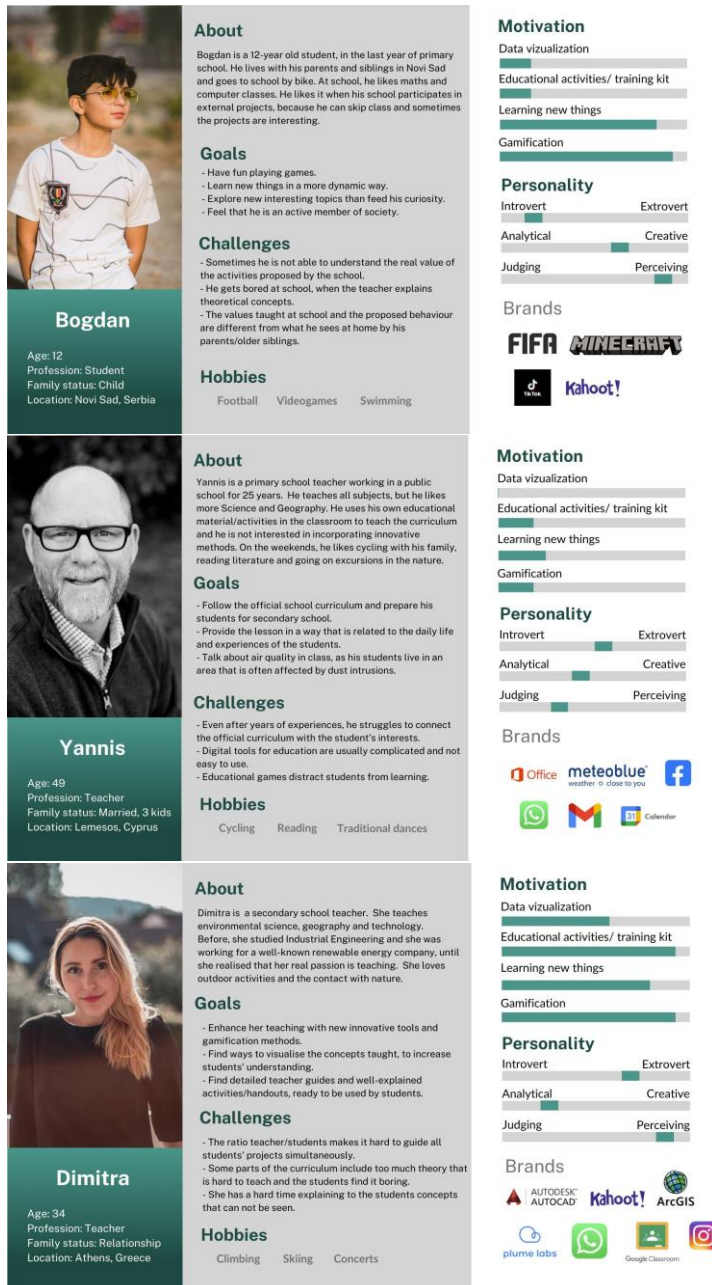 About
Bogdan is a 12-year old student, in the last year of primary
school. He lives with his parents and siblings in Novi Sad
and goes to school by bike. At school, he likes maths and
computer classes. He likes it when his school participates in
external projects, because he can skip class and sometimes
the projects are interesting.
Goals
- Have fun playing games.
- Learn new things in a more dynamic way.
- Explore new interesting topics than feed his curiosity.
- Feel that he is an active member of society.
Challenges
- Sometimes he is not able to understand the real value of
the activities proposed by the school.
- He gets bored at school, when the teacher explains
theoretical concepts.
- The values taught at school and the proposed behaviour
are different from what he sees at home by his
parents/older siblings.
Hobbies
Football Videogames Swimming
Bogdan
Age: 12
Profession: Student
Family status: Child
Location: Novi Sad, Serbia
Motivation
Data vizualization
Educational activities/ training kit
Learning new things
Gamification
Personality
Introvert Extrovert
Analytical Creative
Judging Perceiving
Brands
FIFA MINECRAFT
TikTok Kahoot!
About
Yannis is a primary school teacher working in a public
school for 25 years. He teaches all subjects, but he likes
more Science and Geography. He uses his own educational
material/activities in the classroom to teach the curriculum
and he is not interested in incorporating innovative
methods. On the weekends, he likes cycling with his family,
reading literature and going on excursions in the nature.
Goals
- Follow the official school curriculum and prepare his
students for secondary school.
- Provide the lesson in a way that is related to the daily life
and experiences of the students.
- Talk about air quality in class, as his students live in an
area that is often affected by dust intrusions.
Challenges
- Even after years of experiences, he struggles to connect
the official curriculum with the student's interests.
- Digital tools for education are usually complicated and not
easy to use.
- Educational games distract students from learning.
Hobbies
Cycling Reading Traditional dances
Yannis
Age: 49
Profession: Teacher
Family status: Married, 3 kids
Location: Lemesos, Cyprus
Motivation
Data vizualization
Educational activities/ training kit
Learning new things
Gamification
Personality
Introvert Extrovert
Analytical Creative
Judging Perceiving
Brands
Office meteoblue®
weather close to you
31 Calendar
About
Dimitra is a secondary school teacher. She teaches
environmental science, geography and technology.
Before, she studied Industrial Engineering and she was
working for a well-known renewable energy company, until
she realised that her real passion is teaching. She loves
outdoor activities and the contact with nature.
Goals
- Enhance her teaching with new innovative tools and
gamification methods.
- Find ways to visualise the concepts taught, to increase
students' understanding.
- Find detailed teacher guides and well-explained
activities/handouts, ready to be used by students.
Challenges
- The ratio teacher/students makes it hard to guide all
students' projects simultaneously.
- Some parts of the curriculum include too much theory that
is hard to teach and the students find it boring.
- She has a hard time explaining to the students concepts
that can not be seen.
Hobbies
Climbing Skiing Concerts
Dimitra
Age: 34
Profession: Teacher
Family status: Relationship
Location: Athens, Greece
Motivation
Data vizualization
Educational activities/ training kit
Learning new things
Gamification
Personality
Introvert Extrovert
Analytical Creative
Judging Perceiving
Brands
AUTODESK®
AUTOCAD® Kahoot! ArcGIS
plume labs Google Classroom